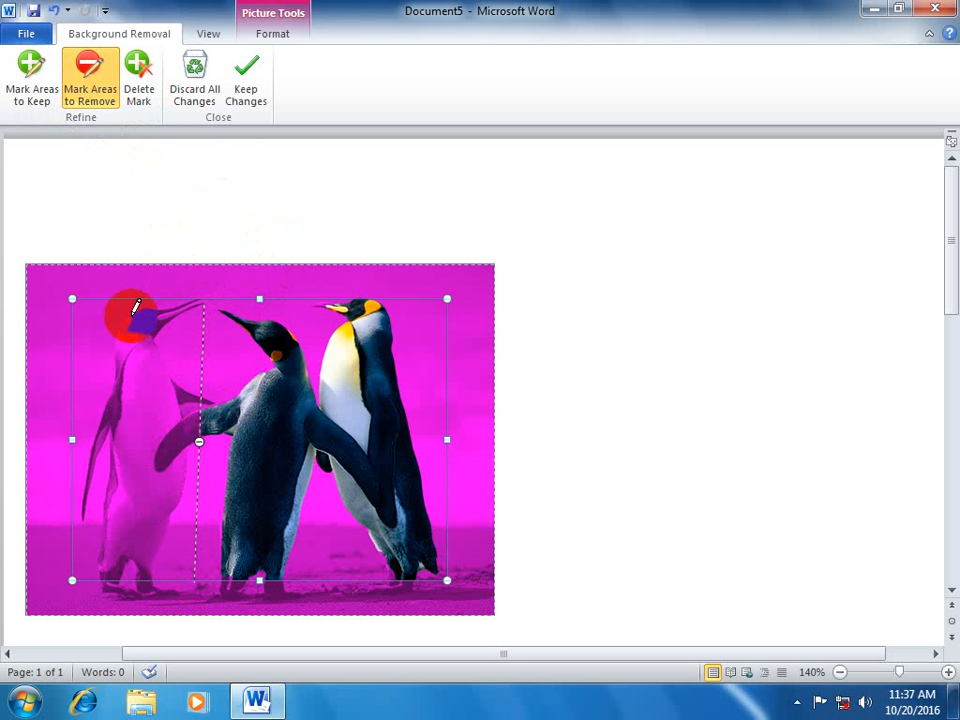 Picture Tools
Document5 - Microsoft Word
File
Background Removal
View
Format
Mark Areas
to Keep
Mark Areas
to Remove
Delete
Mark
Discard All
Changes
Keep
Changes
Refine
Close
Page: 1 of 1
Words: 0
140%
11:37 AM
10/20/2016